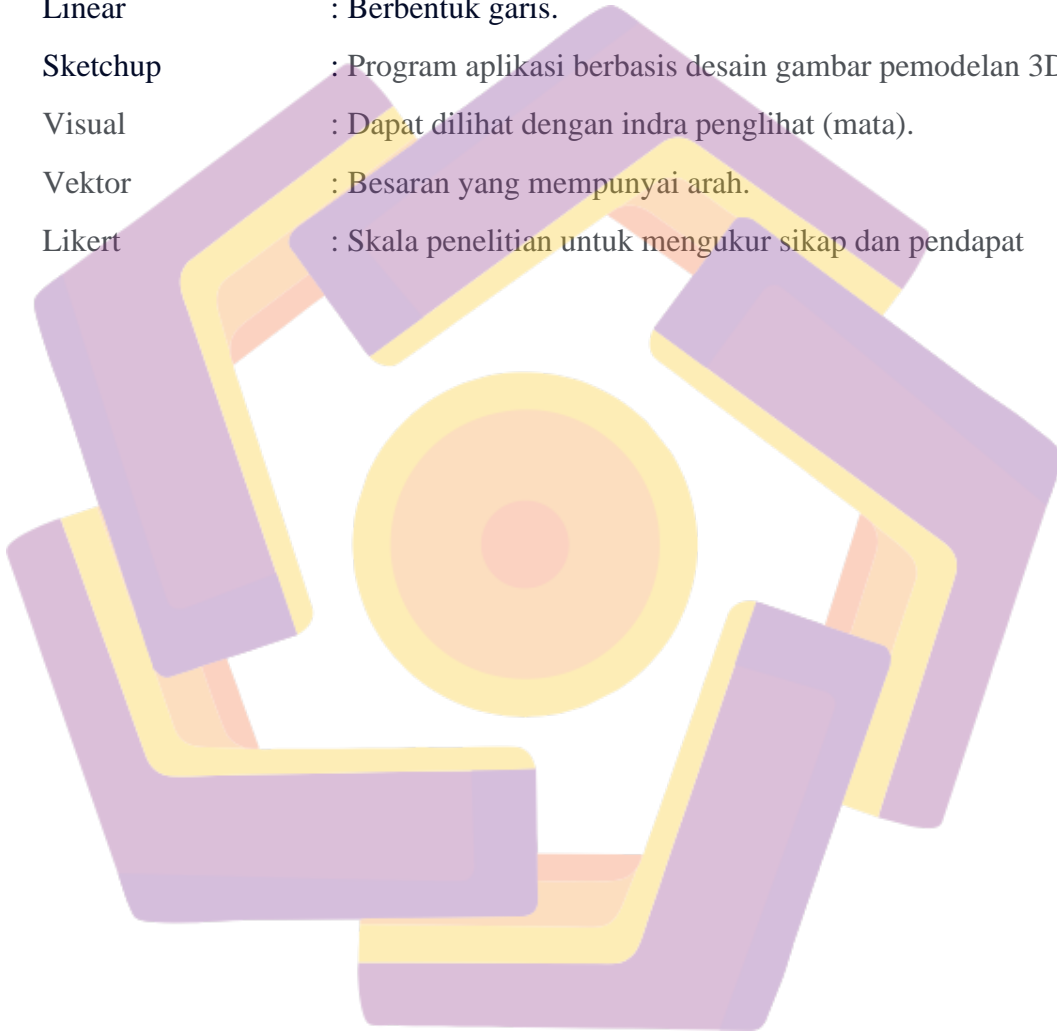 Linear : Berbentuk garis.
Sketchup : Program aplikasi berbasis desain gambar pemodelan 3D
Visual : Dapat dilihat dengan indra penglihat (mata).
Vektor : Besaran yang mempunyai arah.
Likert : Skala penelitian untuk mengukur sikap dan pendapat